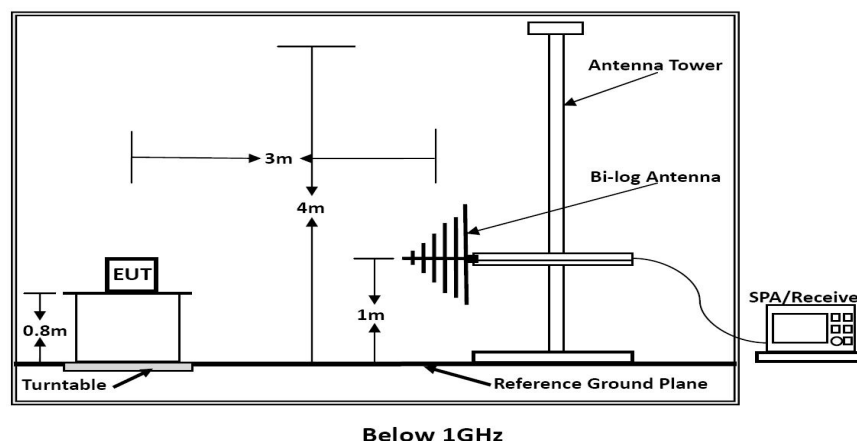 Antenna Tower
3m
Bi-log Antenna
4m
EUT
SPA/Receive
0.8m
1m
Turntable
Reference Ground Plane
Below 1GHz